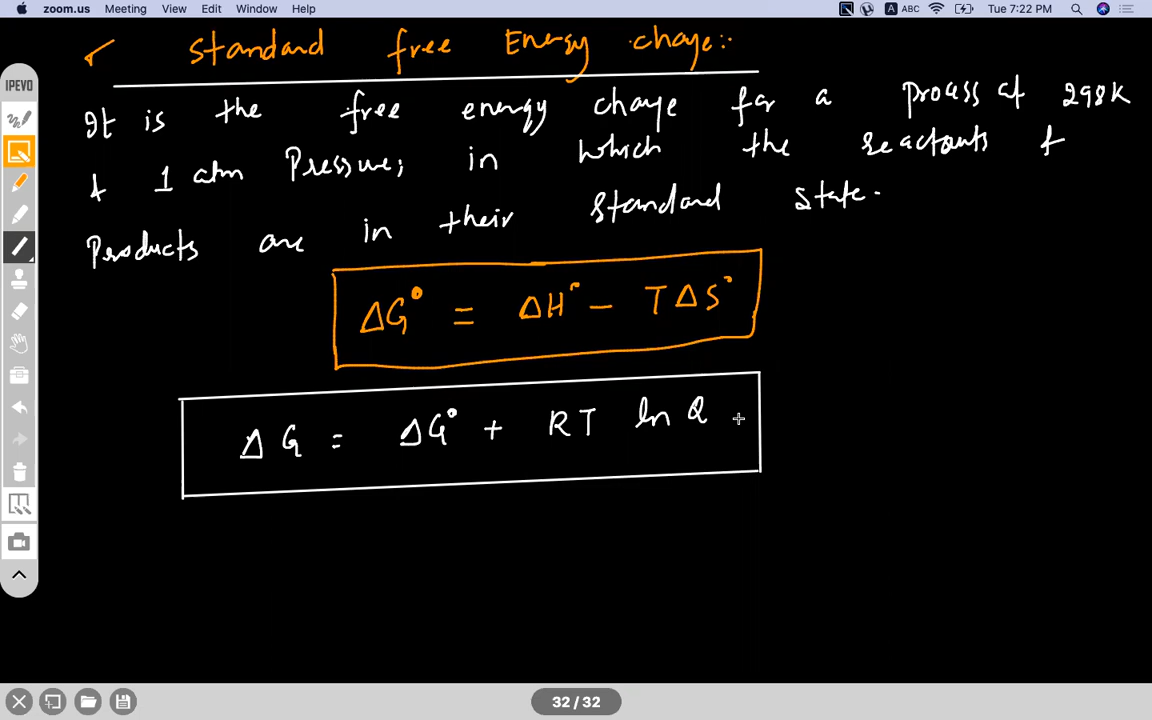 zoom.us Meeting View Edit Window Help A ABC Tue 7:22 PM
IPEVO
✓ Standard free Energy change:-
It is the free energy change for a process at 298K
& 1 atm Pressure, in which the reactants &
Products are in their standard state.
ΔG° = ΔH° - TΔS°
ΔG = ΔG° + RT ln Q
32 / 32